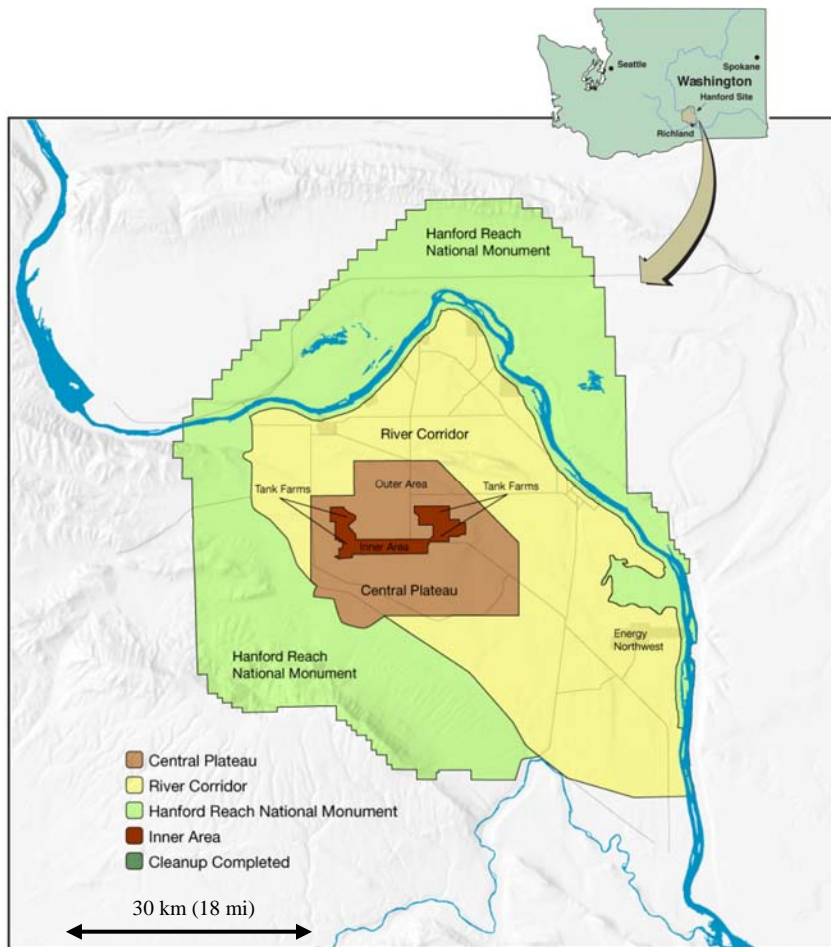 Seattle
Spokane
Washington
Hanford Site
Richland
Hanford Reach
National Monument
River Corridor
Outer Area
Tank Farms
Tank Farms
Inner Area
Central Plateau
Energy
Northwest
Hanford Reach
National Monument
Central Plateau
River Corridor
Hanford Reach National Monument
Inner Area
Cleanup Completed
30 km (18 mi)